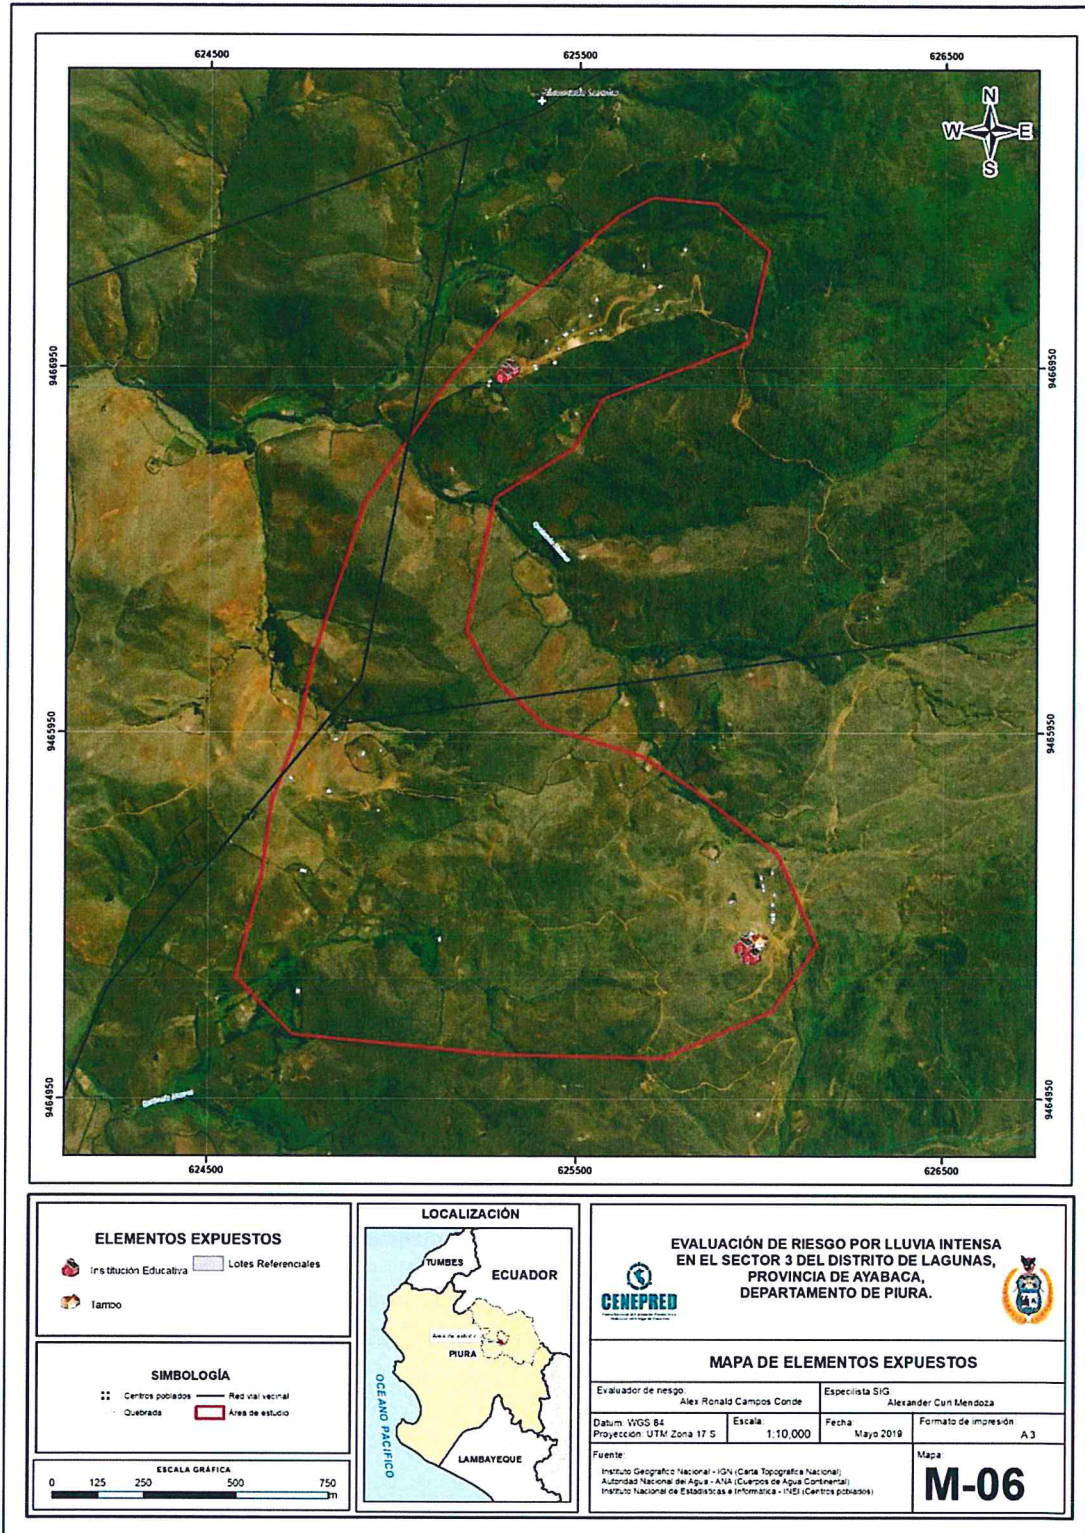 624500
625500
626500
N
W E
S
9466950
9466950
9465950
9465950
9464950
9464950
624500
625500
626500
ELEMENTOS EXPUESTOS
Institución Educativa
Lotes Referenciales
Tambo
SIMBOLOGÍA
Centros poblados
Red vial vecinal
Quebrada
Área de estudio
ESCALA GRÁFICA
0 125 250 500 750
m
LOCALIZACIÓN
TUMBES
ECUADOR
Área de estudio
PIURA
OCEANO PACIFICO
LAMBAYEQUE
CENEPRED
EVALUACIÓN DE RIESGO POR LLUVIA INTENSA
EN EL SECTOR 3 DEL DISTRITO DE LAGUNAS,
PROVINCIA DE AYABACA,
DEPARTAMENTO DE PIURA.
MAPA DE ELEMENTOS EXPUESTOS
Evaluador de riesgo:
Alex Ronald Campos Conde
Especilista SIG
Alexander Curi Mendoza
Datum: WGS 84
Proyección: UTM Zona 17 S
Escala:
1:10,000
Fecha:
Mayo 2019
Formato de impresión:
A 3
Fuente:
Instituto Geográfico Nacional - IGN (Carta Topográfica Nacional)
Autoridad Nacional del Agua - ANA (Cuerpos de Agua Continental)
Instituto Nacional de Estadísticas e Informática - INEI (Centros poblados)
Mapa:
M-06